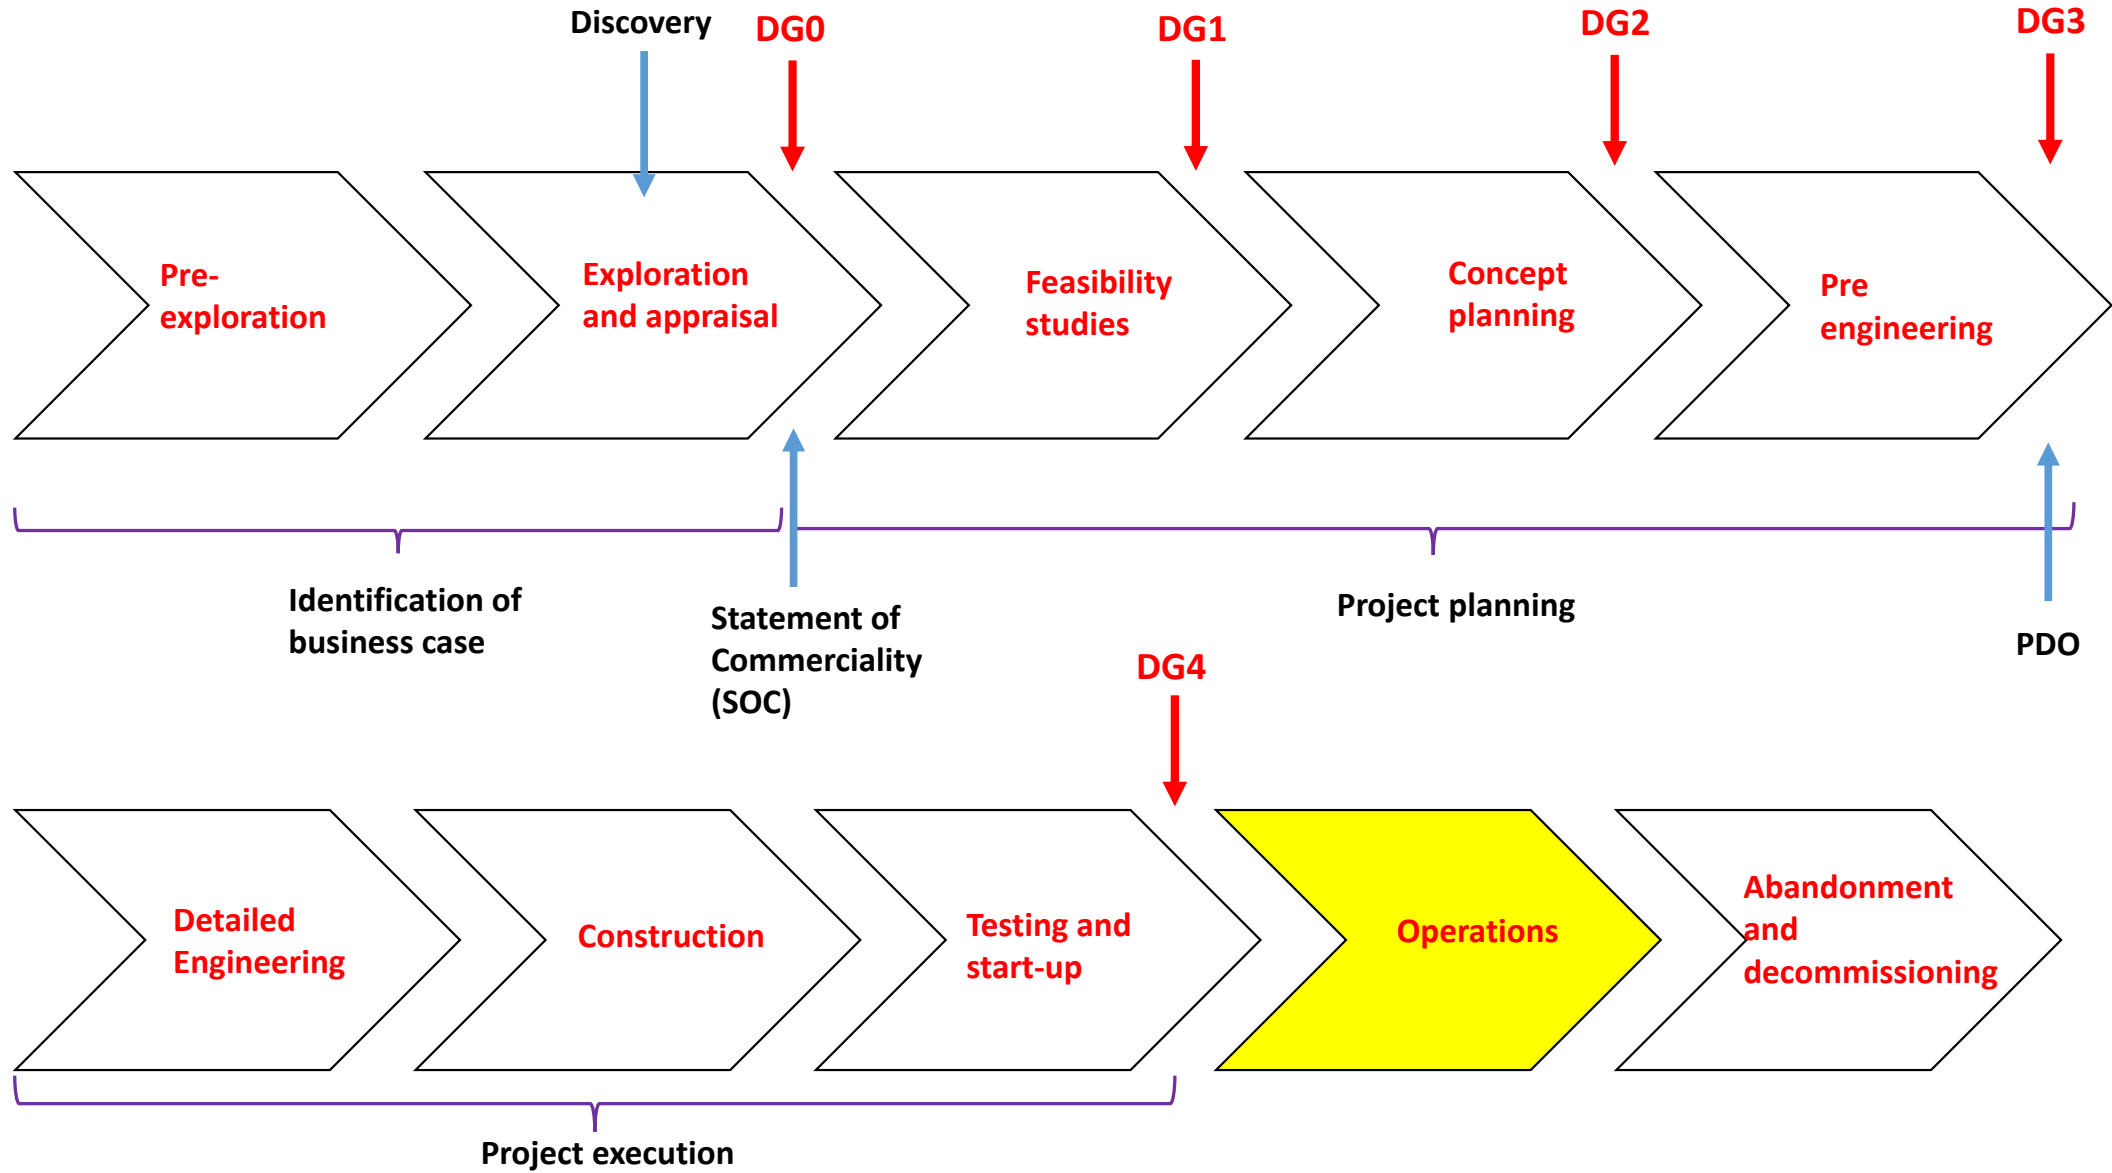 Discovery
DG0
DG1
DG2
DG3
Pre-
exploration
Exploration
and appraisal
Feasibility
studies
Concept
planning
Pre
engineering
Identification of
business case
Statement of
Commerciality
(SOC)
Project planning
PDO
DG4
Detailed
Engineering
Construction
Testing and
start-up
Operations
Abandonment
and
decommissioning
Project execution